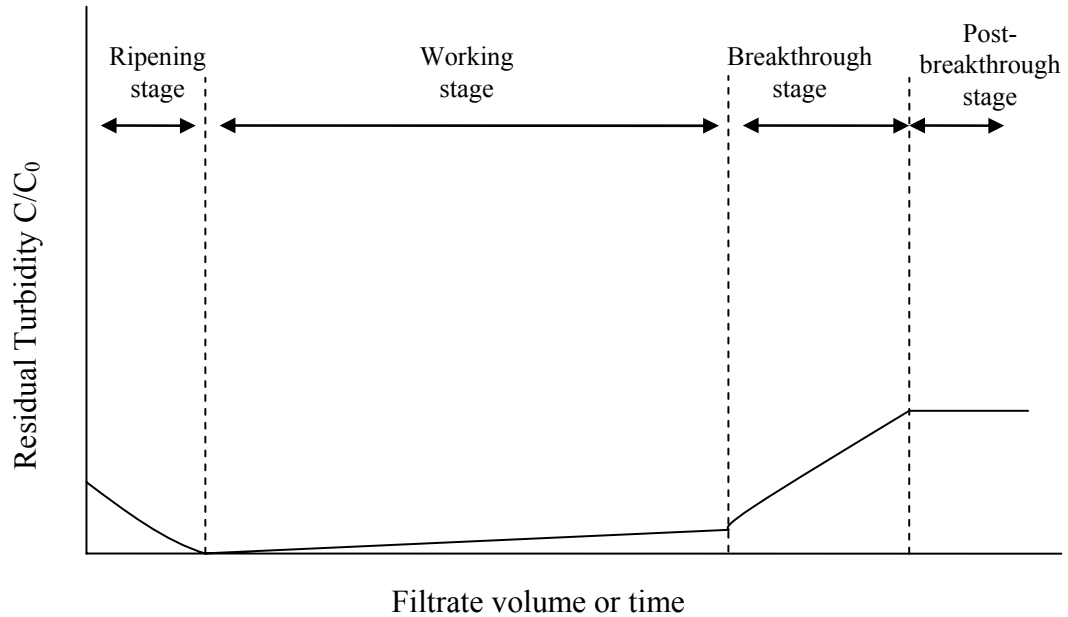 Ripening
stage
Working
stage
Breakthrough
stage
Post-
breakthrough
stage
Residual Turbidity C/C₀
Filtrate volume or time